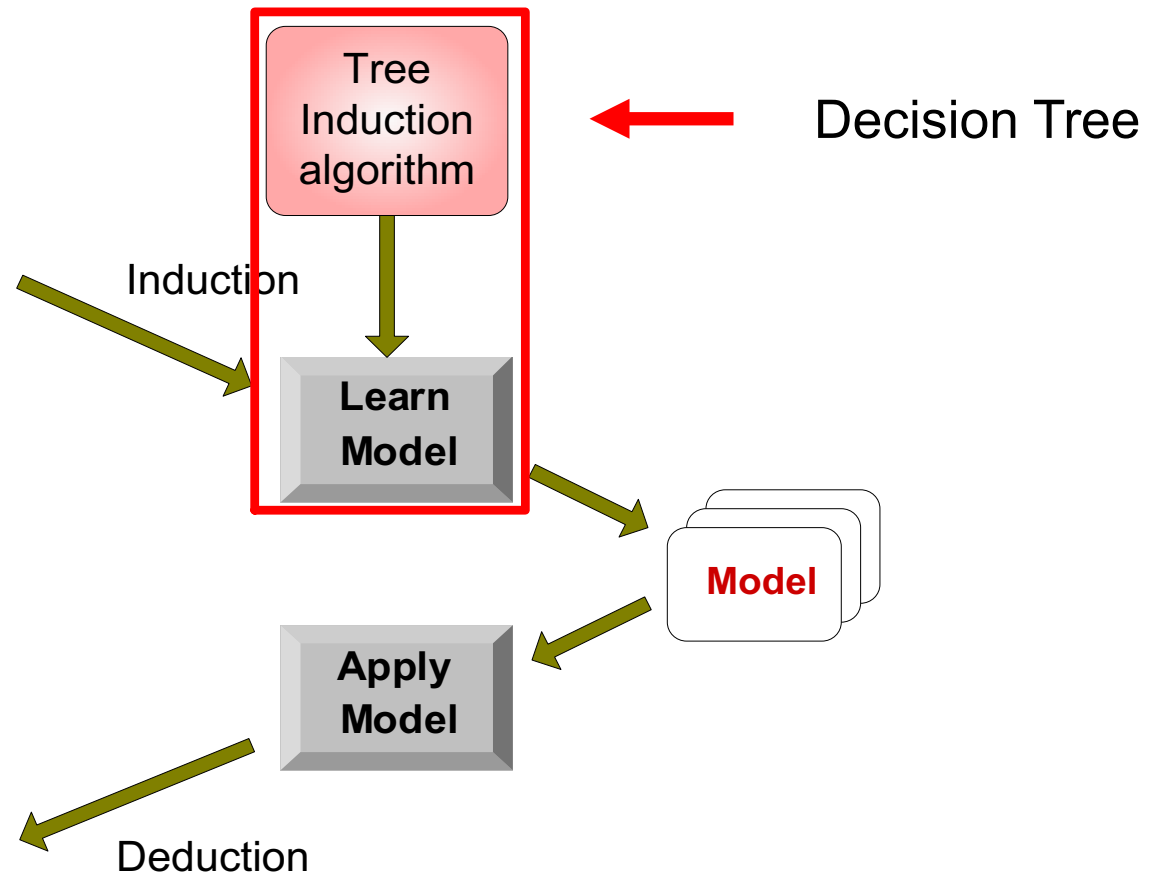 Tree
Induction
algorithm
Decision Tree
Induction
Learn
Model
Model
Apply
Model
Deduction